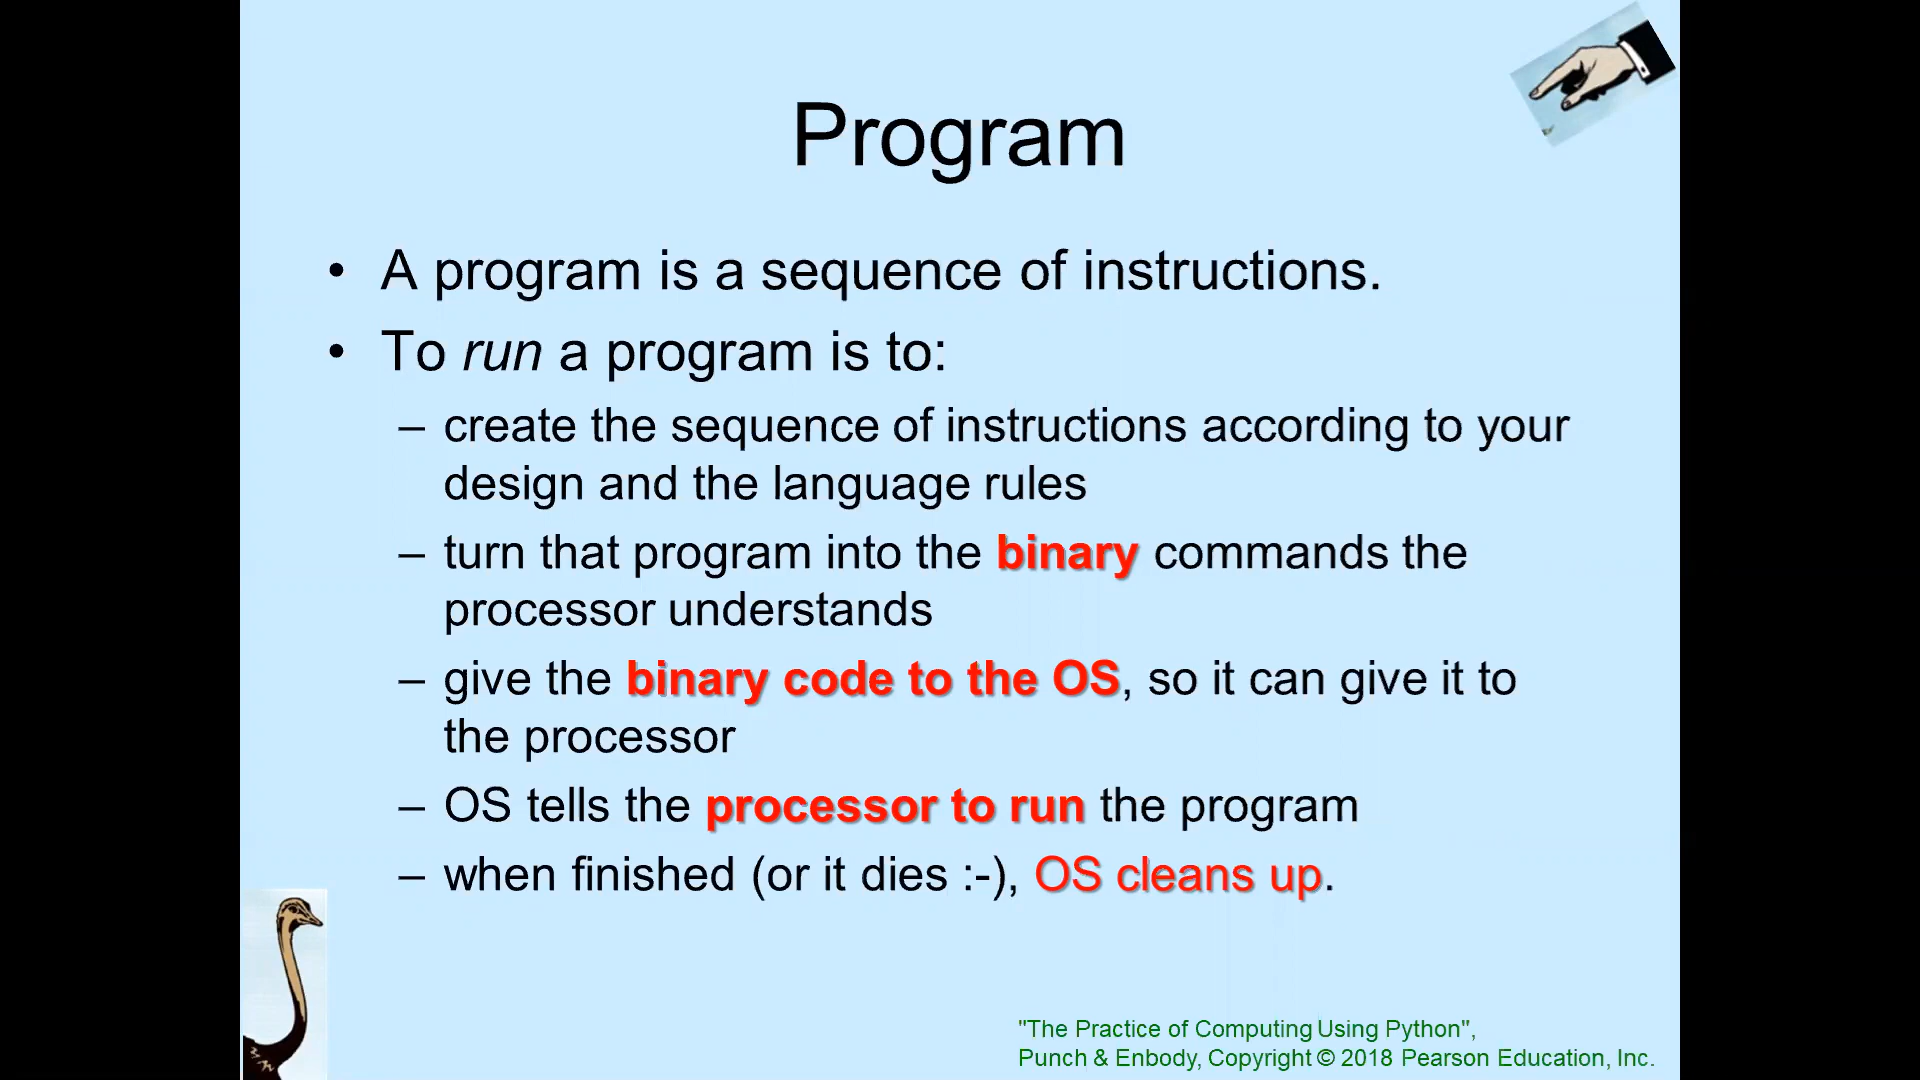 Program
• A program is a sequence of instructions.
• To run a program is to:
– create the sequence of instructions according to your
design and the language rules
– turn that program into the binary commands the
processor understands
– give the binary code to the OS, so it can give it to
the processor
– OS tells the processor to run the program
– when finished (or it dies :-), OS cleans up.
"The Practice of Computing Using Python",
Punch & Enbody, Copyright © 2018 Pearson Education, Inc.